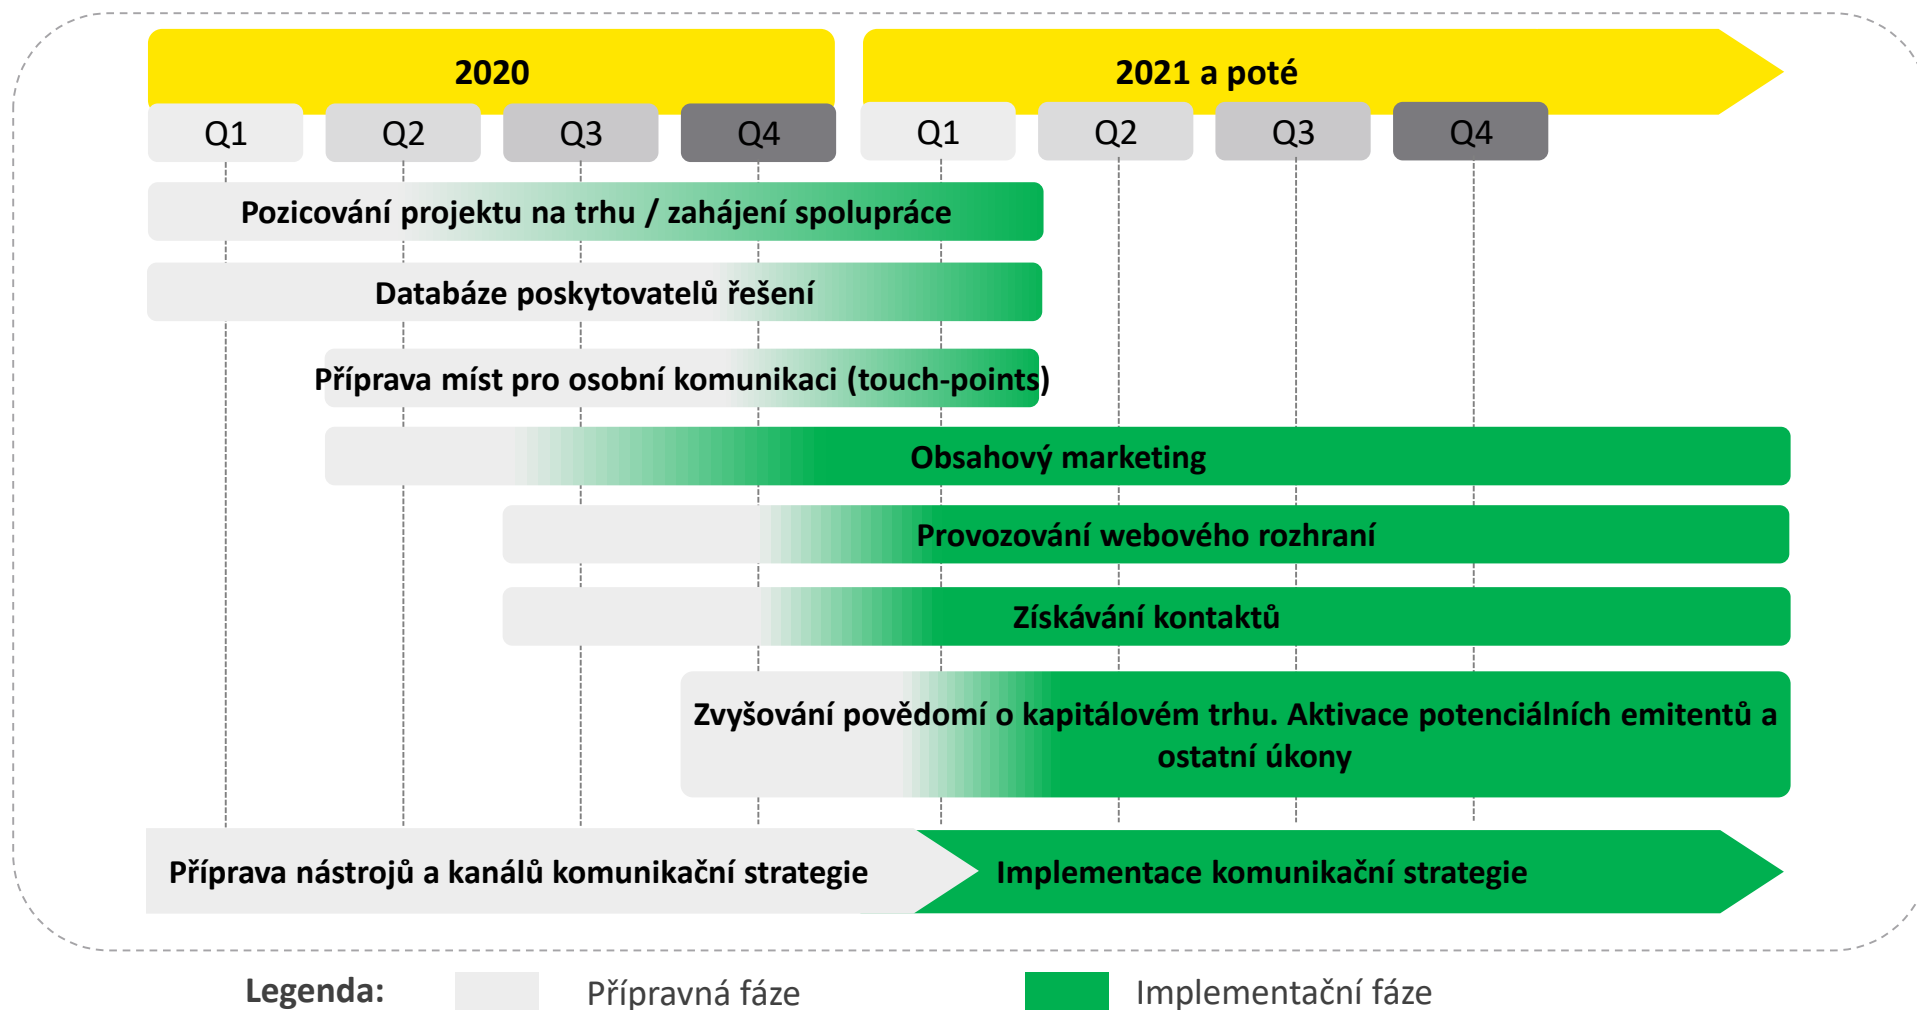 2020
2021 a poté
Q1 Q2 Q3 Q4 Q1 Q2 Q3 Q4
Pozicování projektu na trhu / zahájení spolupráce
Databáze poskytovatelů řešení
Příprava míst pro osobní komunikaci (touch-points)
Obsahový marketing
Provozování webového rozhraní
Získávání kontaktů
Zvyšování povědomí o kapitálovém trhu. Aktivace potenciálních emitentů a
ostatní úkony
Příprava nástrojů a kanálů komunikační strategie
Implementace komunikační strategie
Legenda:
Přípravná fáze
Implementační fáze